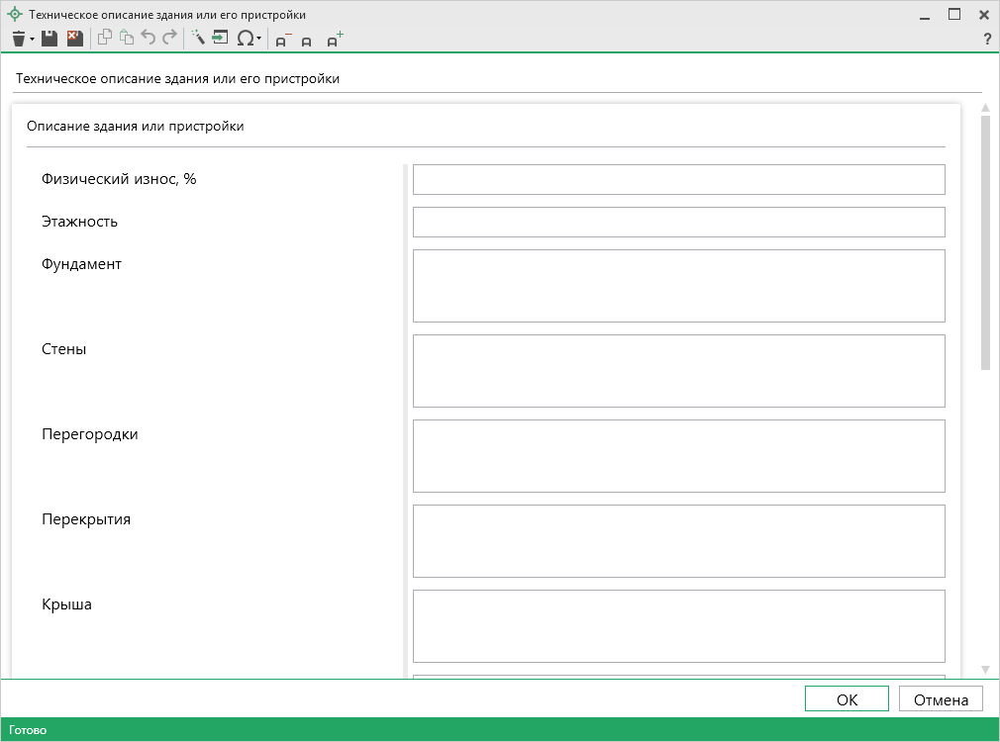 Техническое описание здания или его пристройки
?
Техническое описание здания или его пристройки
Описание здания или пристройки
Физический износ, %
Этажность
Фундамент
Стены
Перегородки
Перекрытия
Крыша
OK
Отмена
Готово